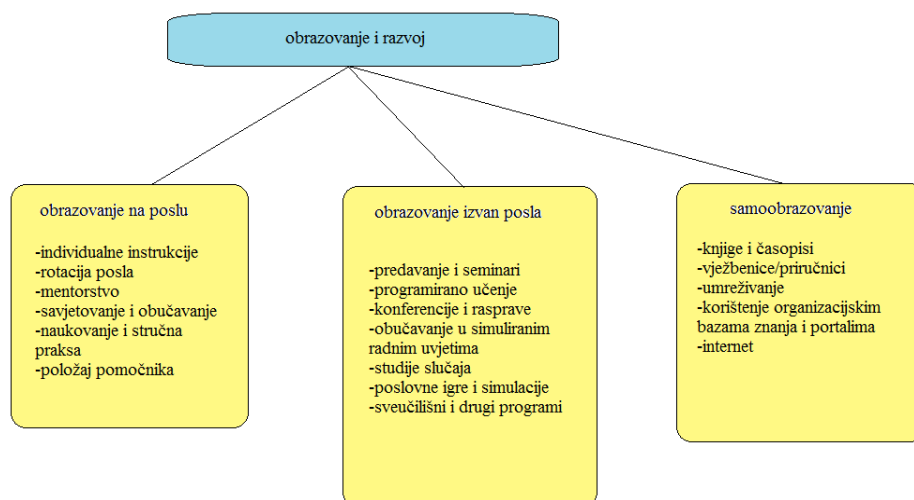 obrazovanje i razvoj
obrazovanje na poslu
-individualne instrukcije
-rotacija posla
-mentorstvo
-savjetovanje i obučavanje
-naukovanje i stručna
praksa
-položaj pomočnika
obrazovanje izvan posla
-predavanje i seminari
-programirano učenje
-konferencije i rasprave
-obučavanje u simuliranim
radnim uvjetima
-studije slučaja
-poslovne igre i simulacije
-sveučilišni i drugi programi
samoobrazovanje
-knjige i časopisi
-vježbenice/priručnici
-umreživanje
-korištenje organizacijskim
bazama znanja i portalima
-internet